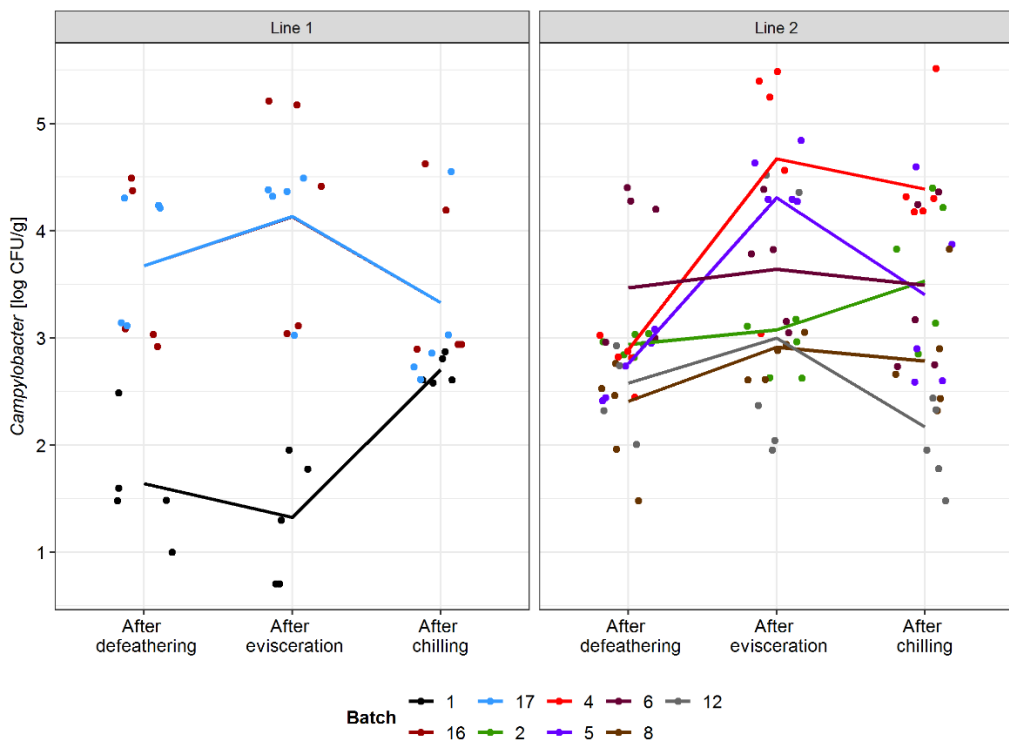 Line 1
Line 2
Campylobacter [log CFU/g]
5
4
3
2
1
After defeathering
After evisceration
After chilling
After defeathering
After evisceration
After chilling
Batch
1
17
4
6
12
16
2
5
8